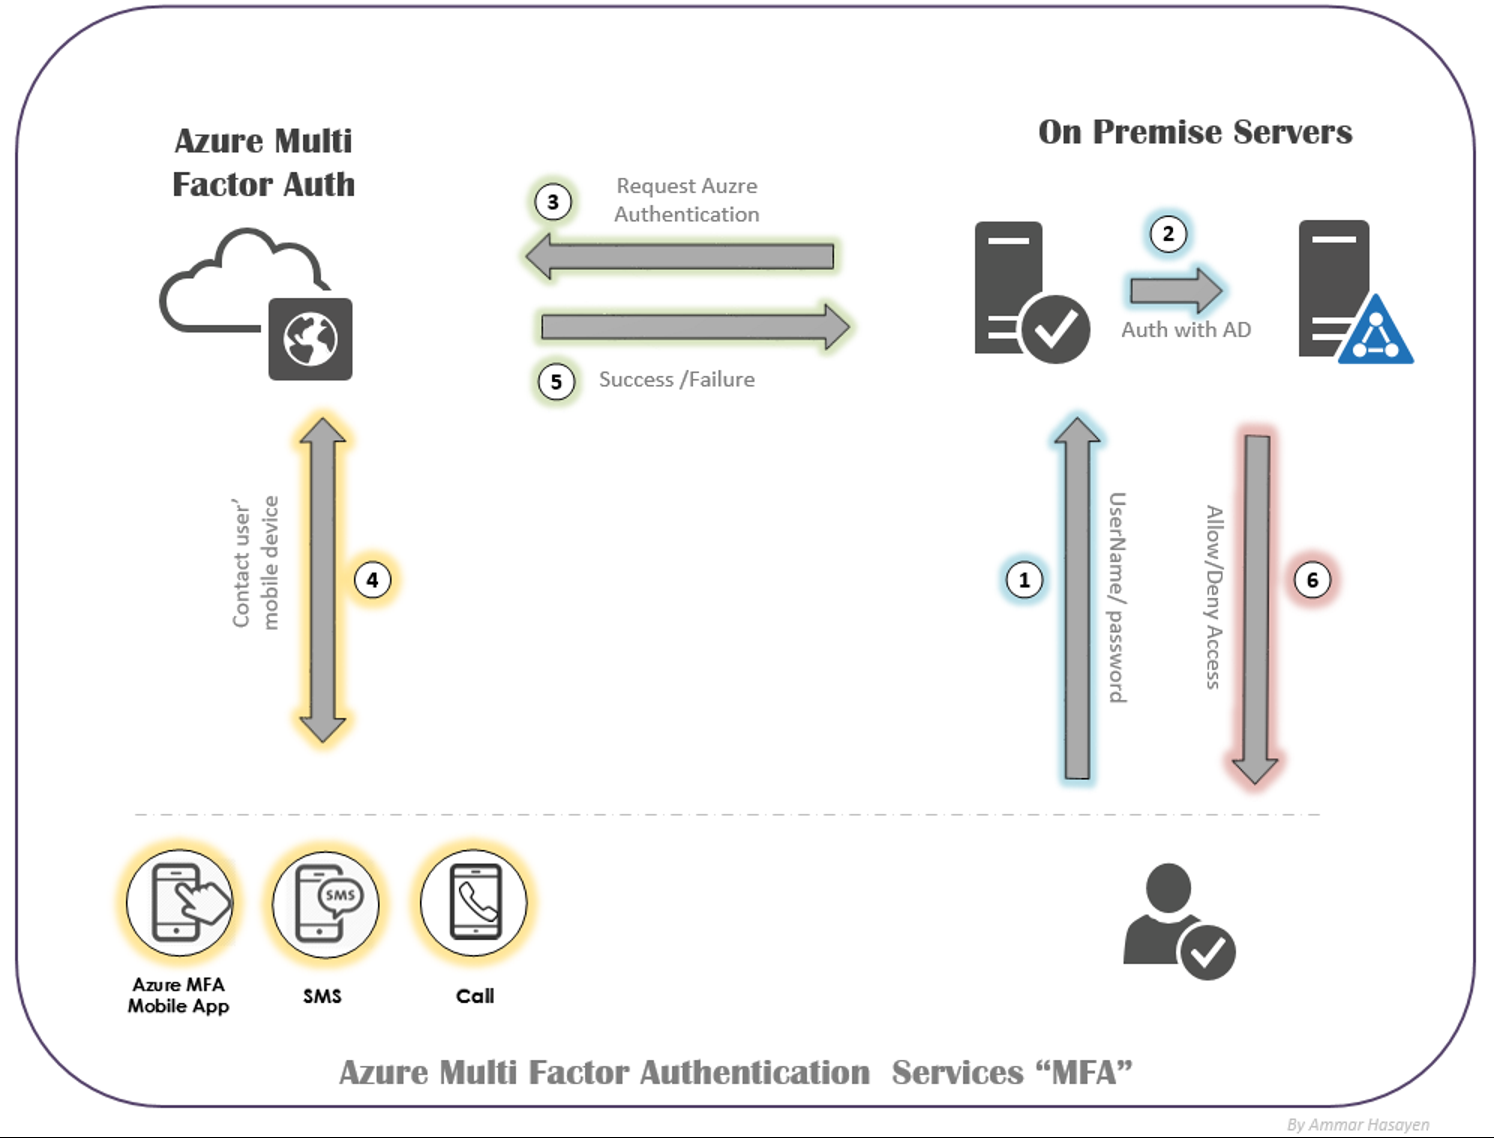 Azure Multi
Factor Auth
On Premise Servers
3
Request Auzre
Authentication
2
Auth with AD
5
Success /Failure
Contact user’
mobile device
4
1
UserName/ password
Allow/Deny Access
6
SMS
Azure MFA
Mobile App
SMS
Call
Azure Multi Factor Authentication Services “MFA”
By Ammar Hasayen